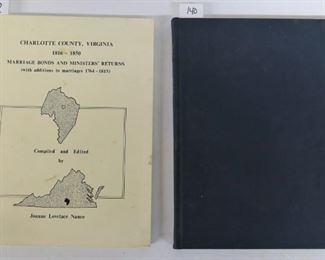 CHARLOTTE COUNTY, VIRGINIA
1816 - 1850
MARRIAGE BONDS AND MINISTERS' RETURNS
(with additions to marriages 1764-1815)
Compiled and Edited
by
Joanne Lovelace Nance
140